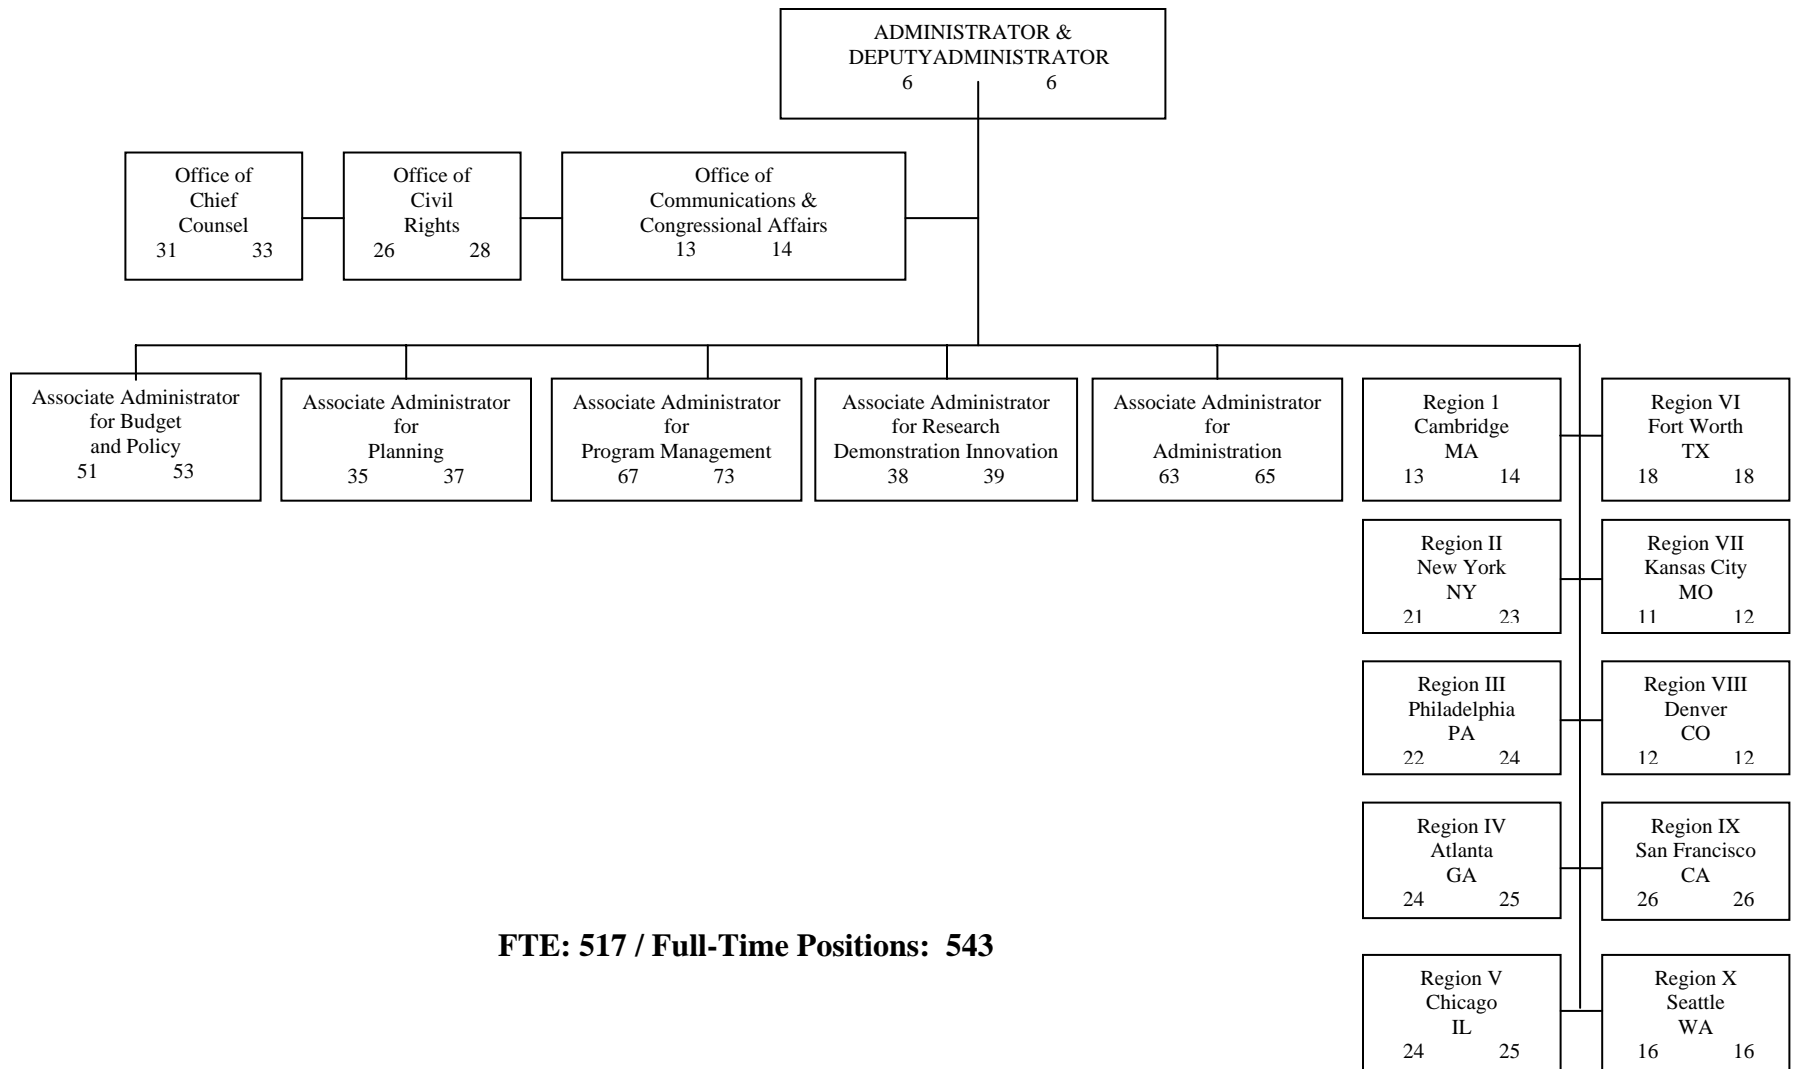 ADMINISTRATOR &
DEPUTYADMINISTRATOR
6 6
Office of
Chief
Counsel
31 33
Office of
Civil
Rights
26 28
Office of
Communications &
Congressional Affairs
13 14
Associate Administrator
for Budget
and Policy
51 53
Associate Administrator
for
Planning
35 37
Associate Administrator
for
Program Management
67 73
Associate Administrator
for Research
Demonstration Innovation
38 39
Associate Administrator
for
Administration
63 65
Region 1
Cambridge
MA
13 14
Region VI
Fort Worth
TX
18 18
Region II
New York
NY
21 23
Region VII
Kansas City
MO
11 12
Region III
Philadelphia
PA
22 24
Region VIII
Denver
CO
12 12
Region IV
Atlanta
GA
24 25
Region IX
San Francisco
CA
26 26
Region V
Chicago
IL
24 25
Region X
Seattle
WA
16 16
FTE: 517 / Full-Time Positions: 543